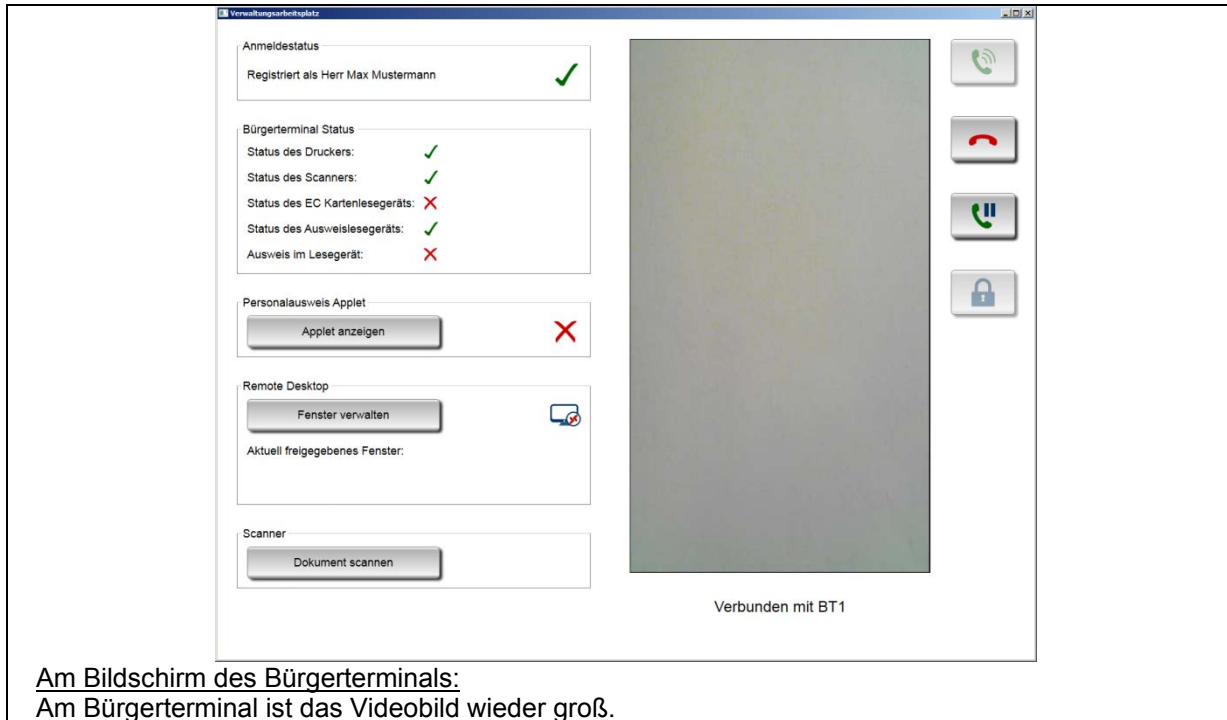 Verwaltungsarbeitsplatz
Anmeldestatus
Registriert als Herr Max Mustermann
Bürgerterminal Status
Status des Druckers:
Status des Scanners:
Status des EC Kartenlesegeräts:
Status des Ausweislesegeräts:
Ausweis im Lesegerät:
Personalausweis Applet
Applet anzeigen
Remote Desktop
Fenster verwalten
Aktuell freigegebenes Fenster:
Scanner
Dokument scannen
Verbunden mit BT1
Am Bildschirm des Bürgerterminals:
Am Bürgerterminal ist das Videobild wieder groß.